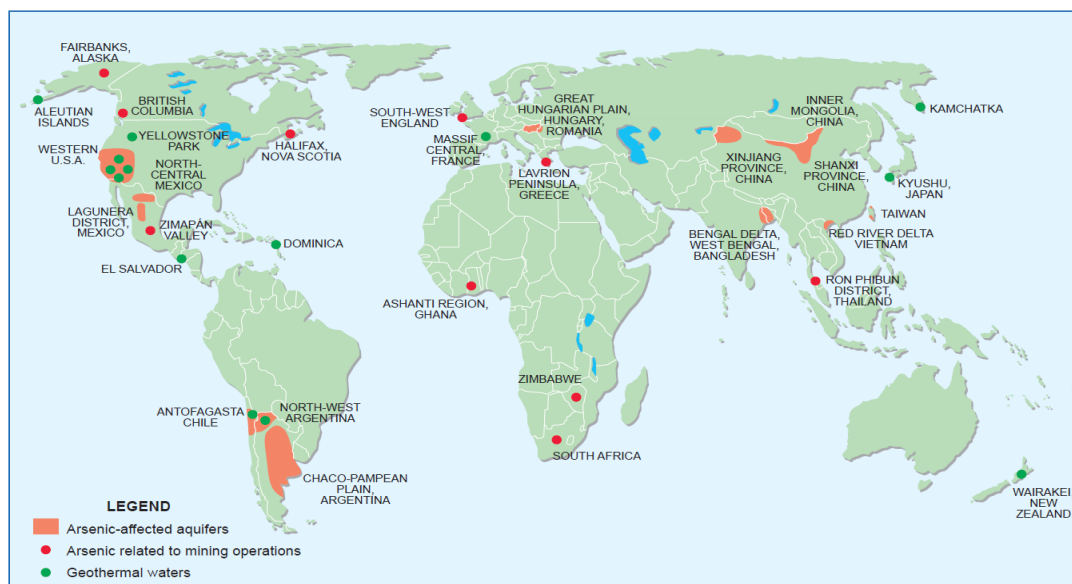 FAIRBANKS,
ALASKA
ALEUTIAN
ISLANDS
BRITISH
COLUMBIA
YELLOWSTONE
PARK
WESTERN
U.S.A.
NORTH-
CENTRAL
MEXICO
HALIFAX,
NOVA SCOTIA
LAGUNERA
DISTRICT,
MEXICO
ZIMAPÁN
VALLEY
DOMINICA
EL SALVADOR
ANTOFAGASTA
CHILE
NORTH-WEST
ARGENTINA
CHACO-PAMPEAN
PLAIN,
ARGENTINA
SOUTH-WEST
ENGLAND
MASSIF
CENTRAL,
FRANCE
GREAT
HUNGARIAN PLAIN,
HUNGARY,
ROMANIA
LAVRION
PENINSULA,
GREECE
ASHANTI REGION,
GHANA
ZIMBABWE
SOUTH AFRICA
INNER
MONGOLIA,
CHINA
XINJIANG
PROVINCE,
CHINA
SHANXI
PROVINCE,
CHINA
KAMCHATKA
KYUSHU,
JAPAN
TAIWAN
BENGAL DELTA,
WEST BENGAL,
BANGLADESH
RED RIVER DELTA
VIETNAM
RON PHIBUN
DISTRICT,
THAILAND
WAIRAKEI
NEW
ZEALAND
LEGEND
Arsenic-affected aquifers
Arsenic related to mining operations
Geothermal waters